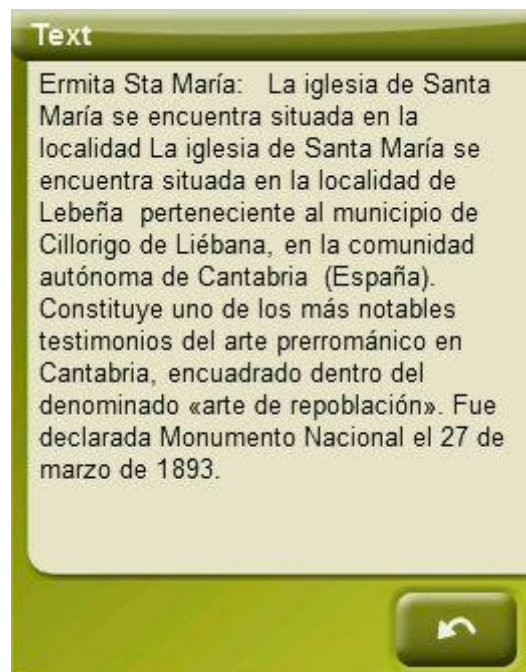 Text
Ermita Sta María:   La iglesia de Santa
María se encuentra situada en la
localidad La iglesia de Santa María se
encuentra situada en la localidad de
Lebeña  perteneciente al municipio de
Cillorigo de Liébana, en la comunidad
autónoma de Cantabria  (España).
Constituye uno de los más notables
testimonios del arte prerrománico en
Cantabria, encuadrado dentro del
denominado «arte de repoblación». Fue
declarada Monumento Nacional el 27 de
marzo de 1893.